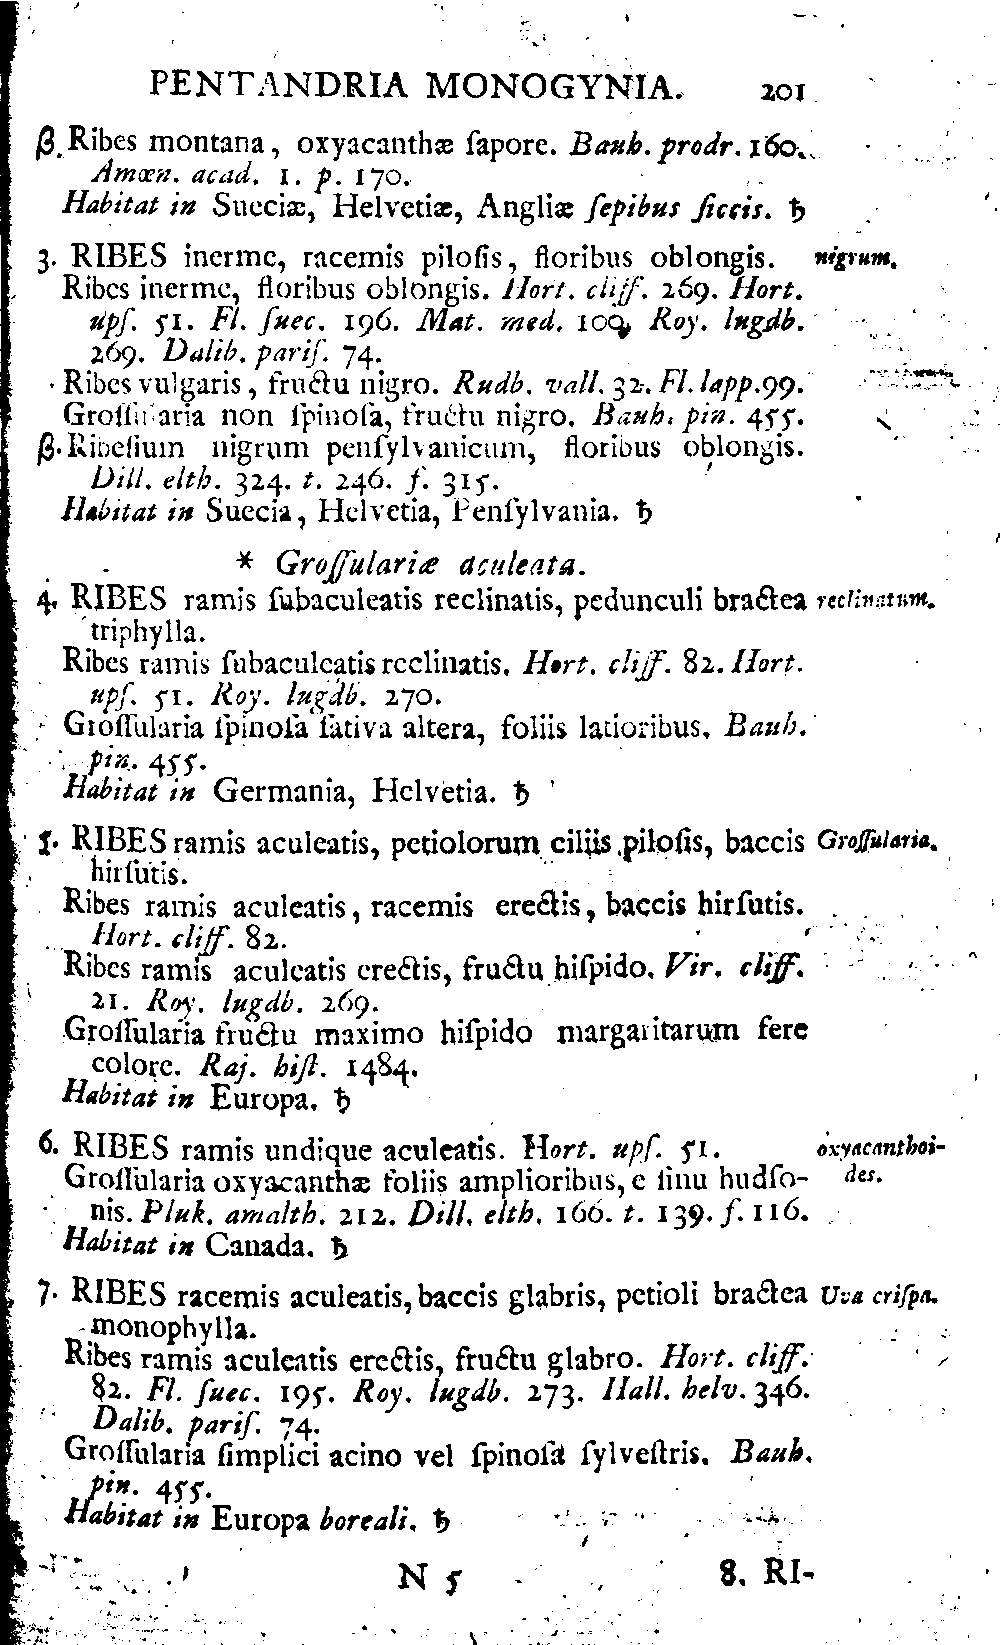 PENTANDRIA MONOGYNIA. 201
β. Ribes montana, oxyacanthæ ſapore. Bauh. prodr. 160.
Amœn. acad. 1. p. 170.
Habitat in Sueciæ, Helvetiæ, Angliæ ſepibus ſiccis. ♄
3. RIBES inerme, racemis piloſis, floribus oblongis. nigrum.
Ribes inerme, floribus oblongis. Hort. cliff. 269. Hort.
upſ. 51. Fl. ſuec. 196. Mat. med. 100. Roy. lugdb.
269. Dalib. pariſ. 74.
Ribes vulgaris, fructu nigro. Rudb. vall. 32. Fl. lapp. 99.
Groſſularia non ſpinoſa, fructu nigro. Bauh. pin. 455.
β. Ribeſium nigrum penſylvanicum, floribus oblongis.
Dill. elth. 324. t. 246. f. 315.
Habitat in Suecia, Helvetia, Penſylvania. ♄
* Groſſulariæ aculeata.
4. RIBES ramis ſubaculeatis reclinatis, pedunculi bractea reclinatum.
triphylla.
Ribes ramis ſubaculeatis reclinatis. Hort. cliff. 82. Hort.
upſ. 51. Roy. lugdb. 270.
Groſſularia ſpinoſa ſativa altera, foliis latioribus. Bauh.
pin. 455.
Habitat in Germania, Helvetia. ♄
5. RIBES ramis aculeatis, petiolorum ciliis piloſis, baccis Groſſularia.
hirſutis.
Ribes ramis aculeatis, racemis erectis, baccis hirſutis.
Hort. cliff. 82.
Ribes ramis aculeatis erectis, fructu hiſpido. Vir. cliff.
21. Roy. lugdb. 269.
Groſſularia fructu maximo hiſpido margaritarum fere
colore. Raj. hiſt. 1484.
Habitat in Europa. ♄
6. RIBES ramis undique aculeatis. Hort. upſ. 51. oxyacanthoi-
Groſſularia oxyacanthæ foliis amplioribus, e ſinu hudſo- des.
nis. Pluk. amalth. 212. Dill. elth. 166. t. 139. f. 116.
Habitat in Canada. ♄
7. RIBES racemis aculeatis, baccis glabris, petioli bractea Uva criſpa.
monophylla.
Ribes ramis aculeatis erectis, fructu glabro. Hort. cliff.
82. Fl. ſuec. 195. Roy. lugdb. 273. Hall. helv. 346.
Dalib. pariſ. 74.
Groſſularia ſimplici acino vel ſpinoſa ſylveſtris. Bauh.
pin. 455.
Habitat in Europa boreali. ♄
N 5 8. RI-